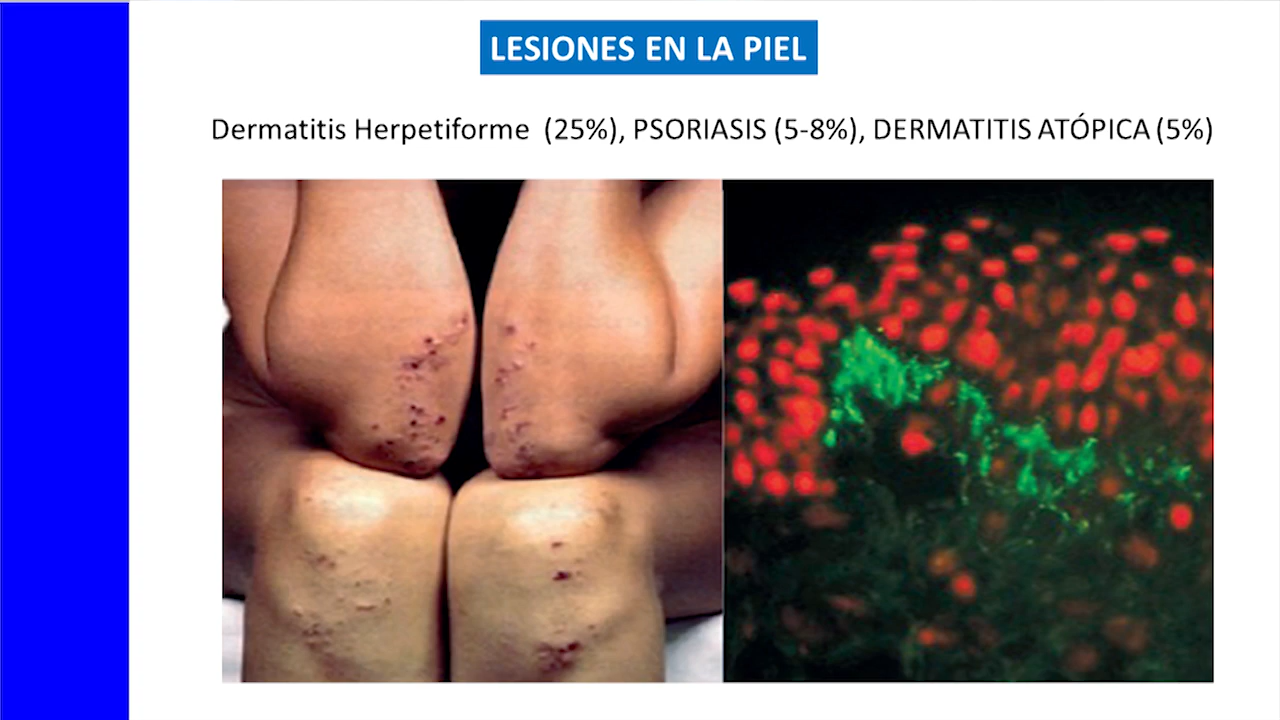 LESIONES EN LA PIEL
Dermatitis Herpetiforme (25%), PSORIASIS (5-8%), DERMATITIS ATÓPICA (5%)